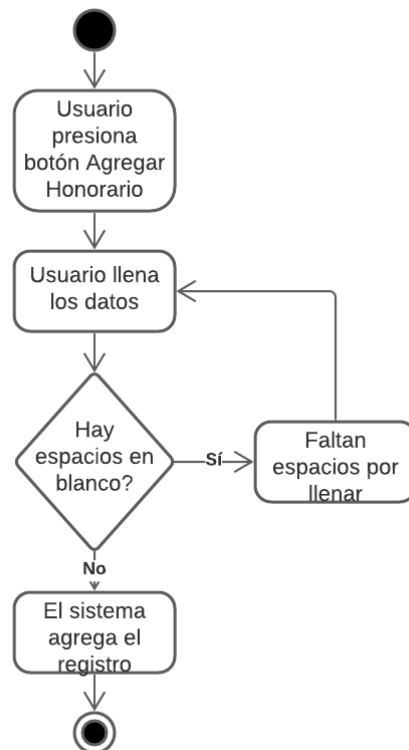 Usuario
presiona
botón Agregar
Honorario
Usuario llena
los datos
Hay
espacios en
blanco?
Sí
Faltan
espacios por
llenar
No
El sistema
agrega el
registro